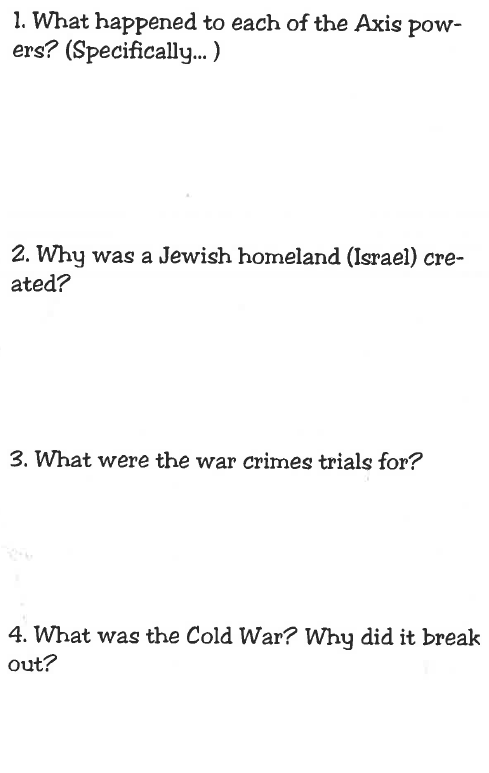 1. What happened to each of the Axis pow-
ers? (Specifically... )
2. Why was a Jewish homeland (Israel) cre-
ated?
3. What were the war crimes trials for?
4. What was the Cold War? Why did it break
out?